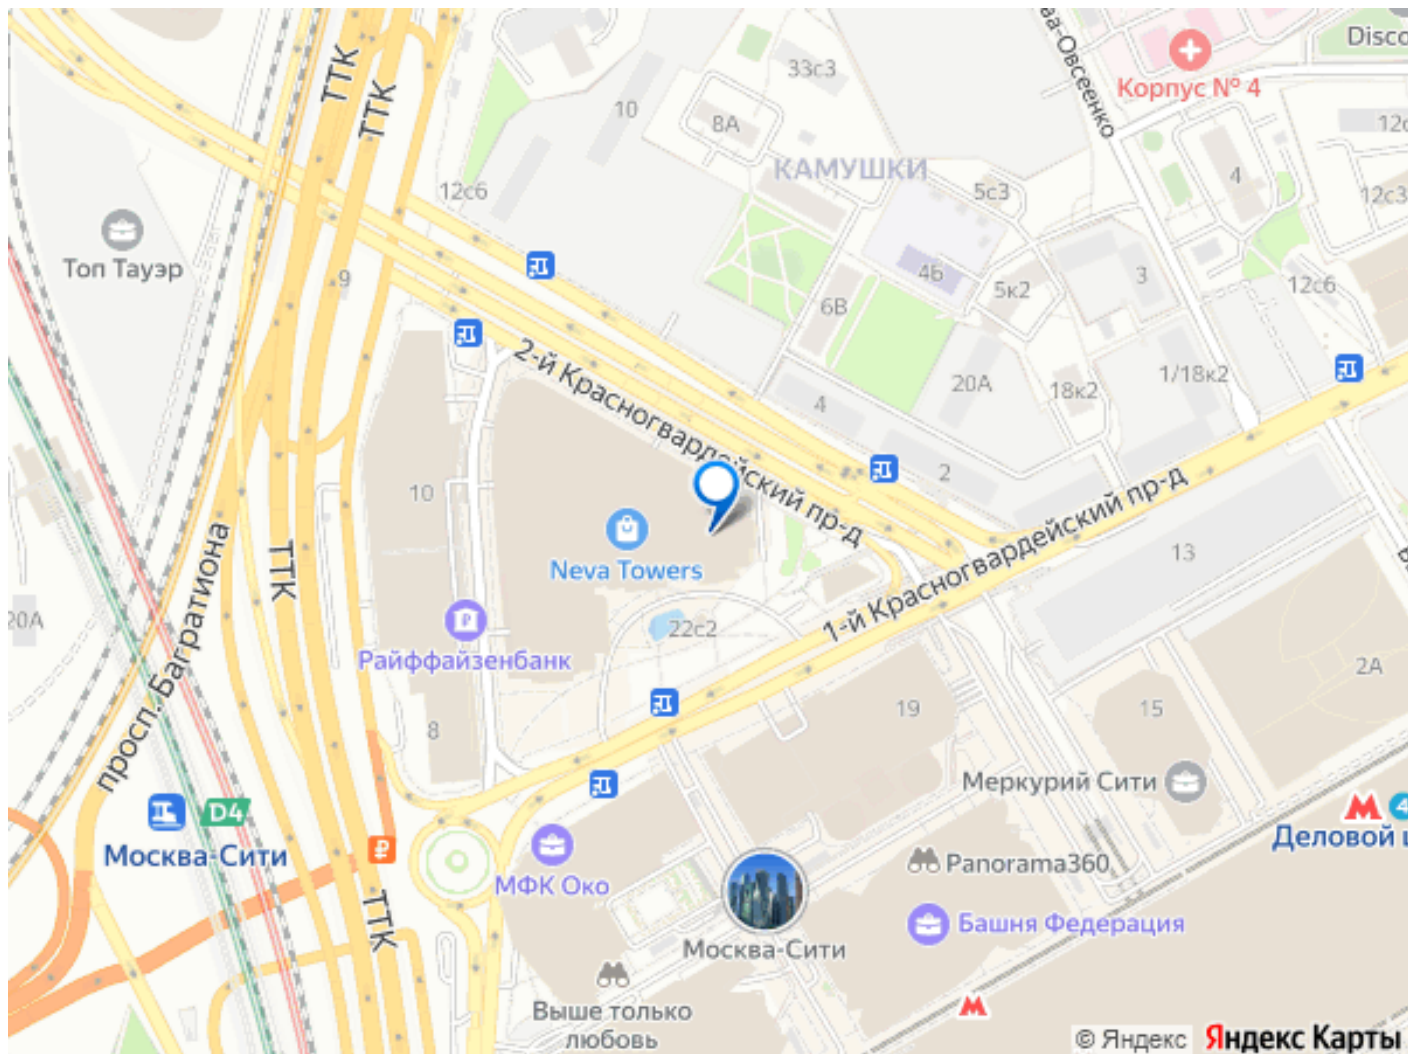 ТТК
ТТК
33с3
10
8А
КАМУШКИ
12с6
5с3
Корпус № 4
Disco
4
12с3
Топ Тауэр
9
4Б
5к2
3
12с6
6В
2-й Красногвардейский пр-д
20А
18к2
1/18к2
4
2
10
Neva Towers
1-й Красногвардейский пр-д
13
ТТК
просп. Багратиона
20А
22с2
Райффайзенбанк
2А
8
19
15
Меркурий Сити
D4
Москва-Сити
₽
МФК Око
Panorama360
М
4
Деловой
Башня Федерация
ТТК
Москва-Сити
Выше только
любовь
М
© Яндекс Яндекс Карты